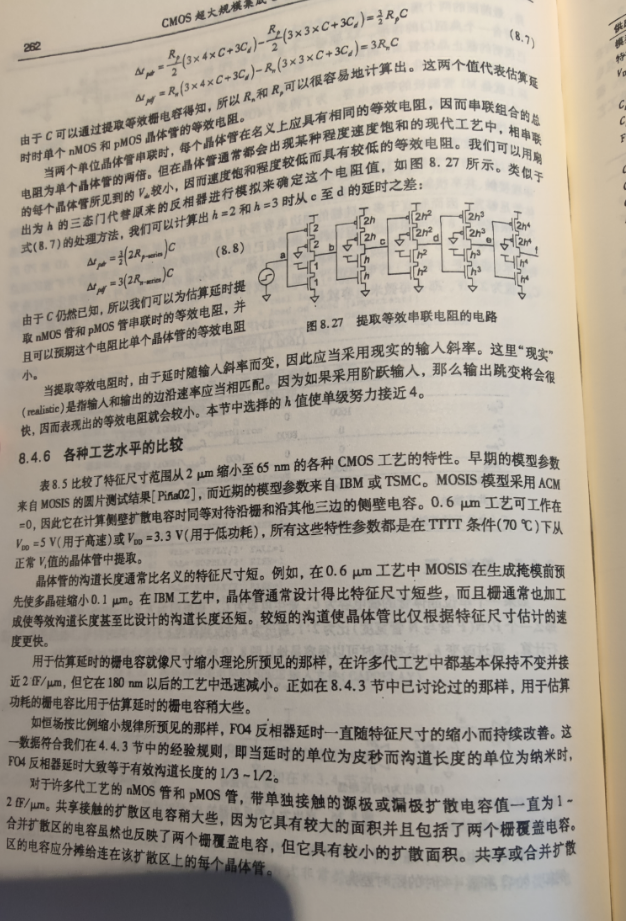 262
CMOS 超大规模集成
Δt_pdr = R_p/2 (3×4×C+3C_d) - R_p/2 (3×3×C+3C_d) = 3/2 R_p C
Δt_pdf = R_n(3×4×C+3C_d) - R_n(3×3×C+3C_d) = 3R_n C
(8.7)
由于 C 可以通过提取等效栅电容得知，所以 R_n 和 R_p 可以很容易地计算出。这两个值代表估算延
时时单个 nMOS 和 pMOS 晶体管的等效电阻。
当两个单位晶体管串联时，每个晶体管在名义上应具有相同的等效电阻，因而串联组合的总
电阻为单个晶体管的两倍。但在晶体管通常都会出现某种程度速度饱和的现代工艺中，相串联
的每个晶体管所见到的 V_ds 较小，因而速度饱和程度较低而具有较低的等效电阻。我们可以用扇
出为 h 的三态门代替原来的反相器进行模拟来确定这个电阻值，如图 8.27 所示。类似于
式(8.7)的处理方法，我们可以计算出 h=2 和 h=3 时从 c 至 d 的延时之差：
Δt_pdr = 3/2 (2R_p-series)C
(8.8)
Δt_pdf = 3(2R_n-series)C
由于 C 仍然已知，所以我们可以为估算延时提
取 nMOS 管和 pMOS 管串联时的等效电阻，并
且可以预期这个电阻比单个晶体管的等效电阻
小。
a 2 2 1 1 b 2h 2h h h c 2h² 2h² h² h² d 2h³ 2h³ h³ h³ e 2h⁴ 2h⁴ h⁴ h⁴ f
图 8.27 提取等效串联电阻的电路
当提取等效电阻时，由于延时随输入斜率而变，因此应当采用现实的输入斜率。这里“现实”
(realistic)是指输入和输出的边沿速率应当相匹配。因为如果采用阶跃输入，那么输出跳变将会很
快，因而表现出的等效电阻就会较小。本节中选择的 h 值使单级努力接近 4。
8.4.6 各种工艺水平的比较
表 8.5 比较了特征尺寸范围从 2 μm 缩小至 65 nm 的各种 CMOS 工艺的特性。早期的模型参数
来自 MOSIS 的圆片测试结果[Piña02]，而近期的模型参数来自 IBM 或 TSMC。MOSIS 模型采用 ACM
=0，因此它在计算侧壁扩散电容时同等对待沿栅和沿其他三边的侧壁电容。0.6 μm 工艺可工作在
V_DD =5 V(用于高速)或 V_DD =3.3 V(用于低功耗)，所有这些特性参数都是在 TTTT 条件(70 ℃)下从
正常 V_t 值的晶体管中提取。
晶体管的沟道长度通常比名义的特征尺寸短。例如，在 0.6 μm 工艺中 MOSIS 在生成掩模前预
先使多晶硅缩小 0.1 μm。在 IBM 工艺中，晶体管通常设计得比特征尺寸短些，而且栅通常也加工
成使等效沟道长度甚至比设计的沟道长度还短。较短的沟道使晶体管比仅根据特征尺寸估计的速
度更快。
用于估算延时的栅电容就像尺寸缩小理论所预见的那样，在许多代工艺中都基本保持不变并接
近 2 fF/μm，但它在 180 nm 以后的工艺中迅速减小。正如在 8.4.3 节中已讨论过的那样，用于估算
功耗的栅电容比用于估算延时的栅电容稍大些。
如恒场按比例缩小规律所预见的那样，FO4 反相器延时一直随特征尺寸的缩小而持续改善。这
一数据符合我们在 4.4.3 节中的经验规则，即当延时的单位为皮秒而沟道长度的单位为纳米时，
FO4 反相器延时大致等于有效沟道长度的 1/3 ~ 1/2。
对于许多代工艺的 nMOS 管和 pMOS 管，带单独接触的源极或漏极扩散电容值一直为 1 ~
2 fF/μm。共享接触的扩散区电容稍大些，因为它具有较大的面积并且包括了两个栅覆盖电容。
合并扩散区的电容虽然也反映了两个栅覆盖电容，但它具有较小的扩散面积。共享或合并扩散
区的电容应分摊给连在该扩散区上的每个晶体管。